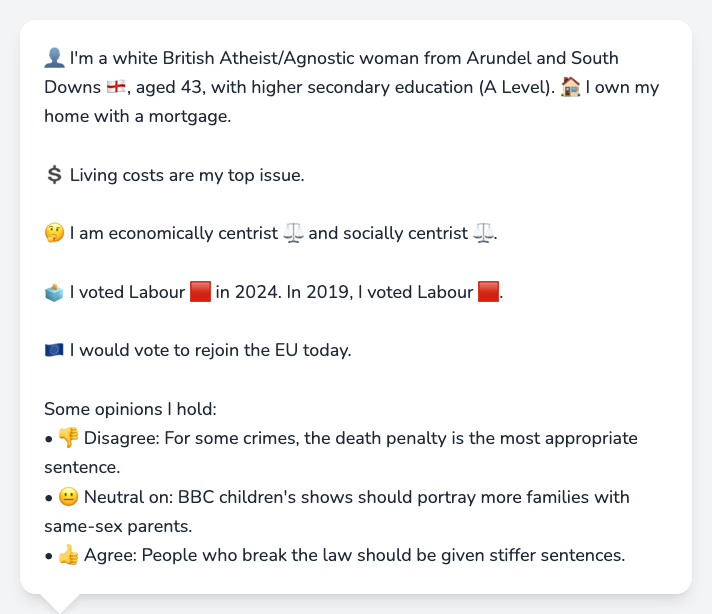 👤 I'm a white British Atheist/Agnostic woman from Arundel and South
Downs 🏴󠁧󠁢󠁥󠁮󠁧󠁿, aged 43, with higher secondary education (A Level). 🏠 I own my
home with a mortgage.
💲 Living costs are my top issue.
🤔 I am economically centrist ⚖️ and socially centrist ⚖️.
🗳️ I voted Labour 🟥 in 2024. In 2019, I voted Labour 🟥.
🇪🇺 I would vote to rejoin the EU today.
Some opinions I hold:
• 👎 Disagree: For some crimes, the death penalty is the most appropriate
sentence.
• 😐 Neutral on: BBC children's shows should portray more families with
same-sex parents.
• 👍 Agree: People who break the law should be given stiffer sentences.